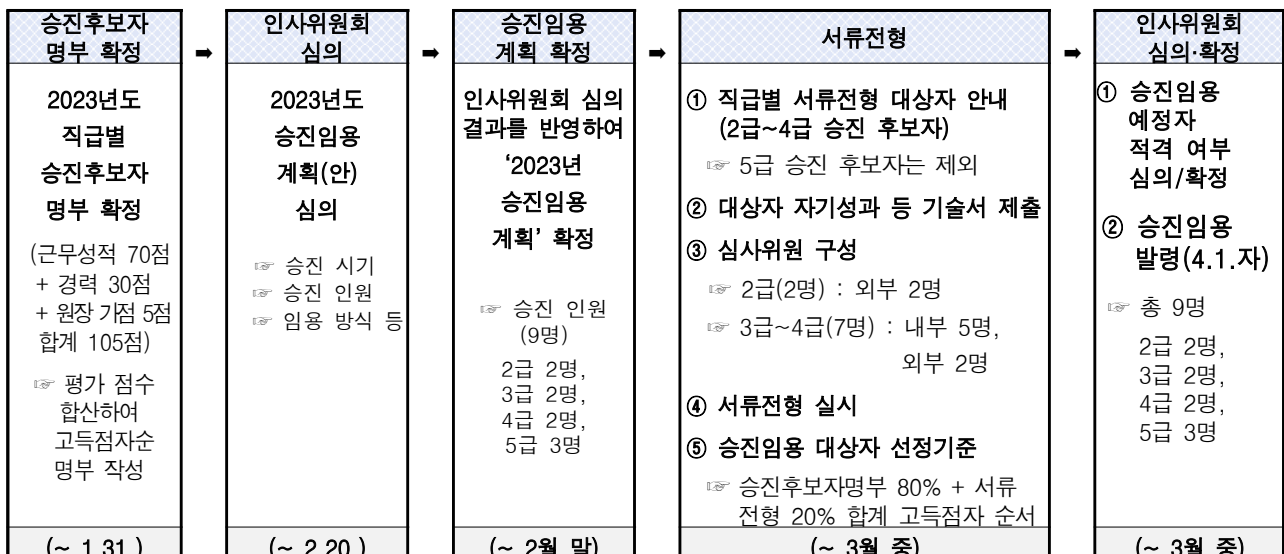 승진후보자
명부 확정
➡
인사위원회
심의
➡
승진임용
계획 확정
➡
서류전형
➡
인사위원회
심의·확정
2023년도
직급별
승진후보자
명부 확정
(근무성적 70점
+ 경력 30점
+ 원장 가점 5점
합계 105점)
☞ 평가 점수
합산하여
고득점자순
명부 작성
2023년도
승진임용
계획(안)
심의
☞ 승진 시기
☞ 승진 인원
☞ 임용 방식 등
인사위원회 심의
결과를 반영하여
‘2023년
승진임용
계획’ 확정
☞ 승진 인원
(9명)
2급 2명,
3급 2명,
4급 2명,
5급 3명
① 직급별 서류전형 대상자 안내
(2급~4급 승진 후보자)
☞ 5급 승진 후보자는 제외
② 대상자 자기성과 등 기술서 제출
③ 심사위원 구성
☞ 2급(2명) : 외부 2명
☞ 3급~4급(7명) : 내부 5명,
외부 2명
④ 서류전형 실시
⑤ 승진임용 대상자 선정기준
☞ 승진후보자명부 80% + 서류
전형 20% 합계 고득점자 순서
① 승진임용
예정자
적격 여부
심의/확정
② 승진임용
발령(4.1.자)
☞ 총 9명
2급 2명,
3급 2명,
4급 2명,
5급 3명
(~ 1.31.)
(~ 2.20.)
(~ 2월 말)
(~ 3월 중)
(~ 3월 중)